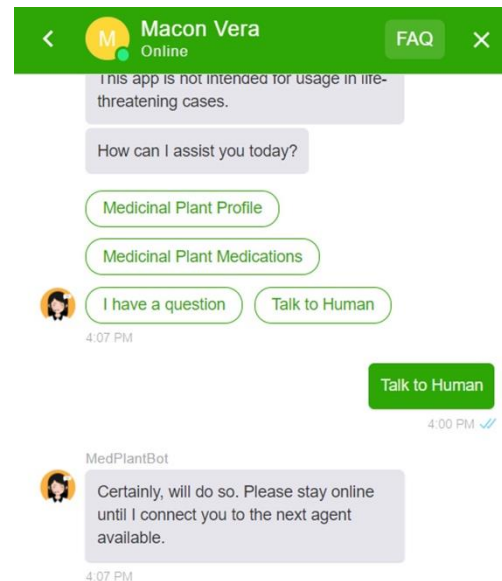 Macon Vera
M
Online
FAQ
This app is not intended for usage in life-
threatening cases.
How can I assist you today?
Medicinal Plant Profile
Medicinal Plant Medications
I have a question
Talk to Human
4:07 PM
Talk to Human
4:00 PM
MedPlantBot
Certainly, will do so. Please stay online
until I connect you to the next agent
available.
4:07 PM